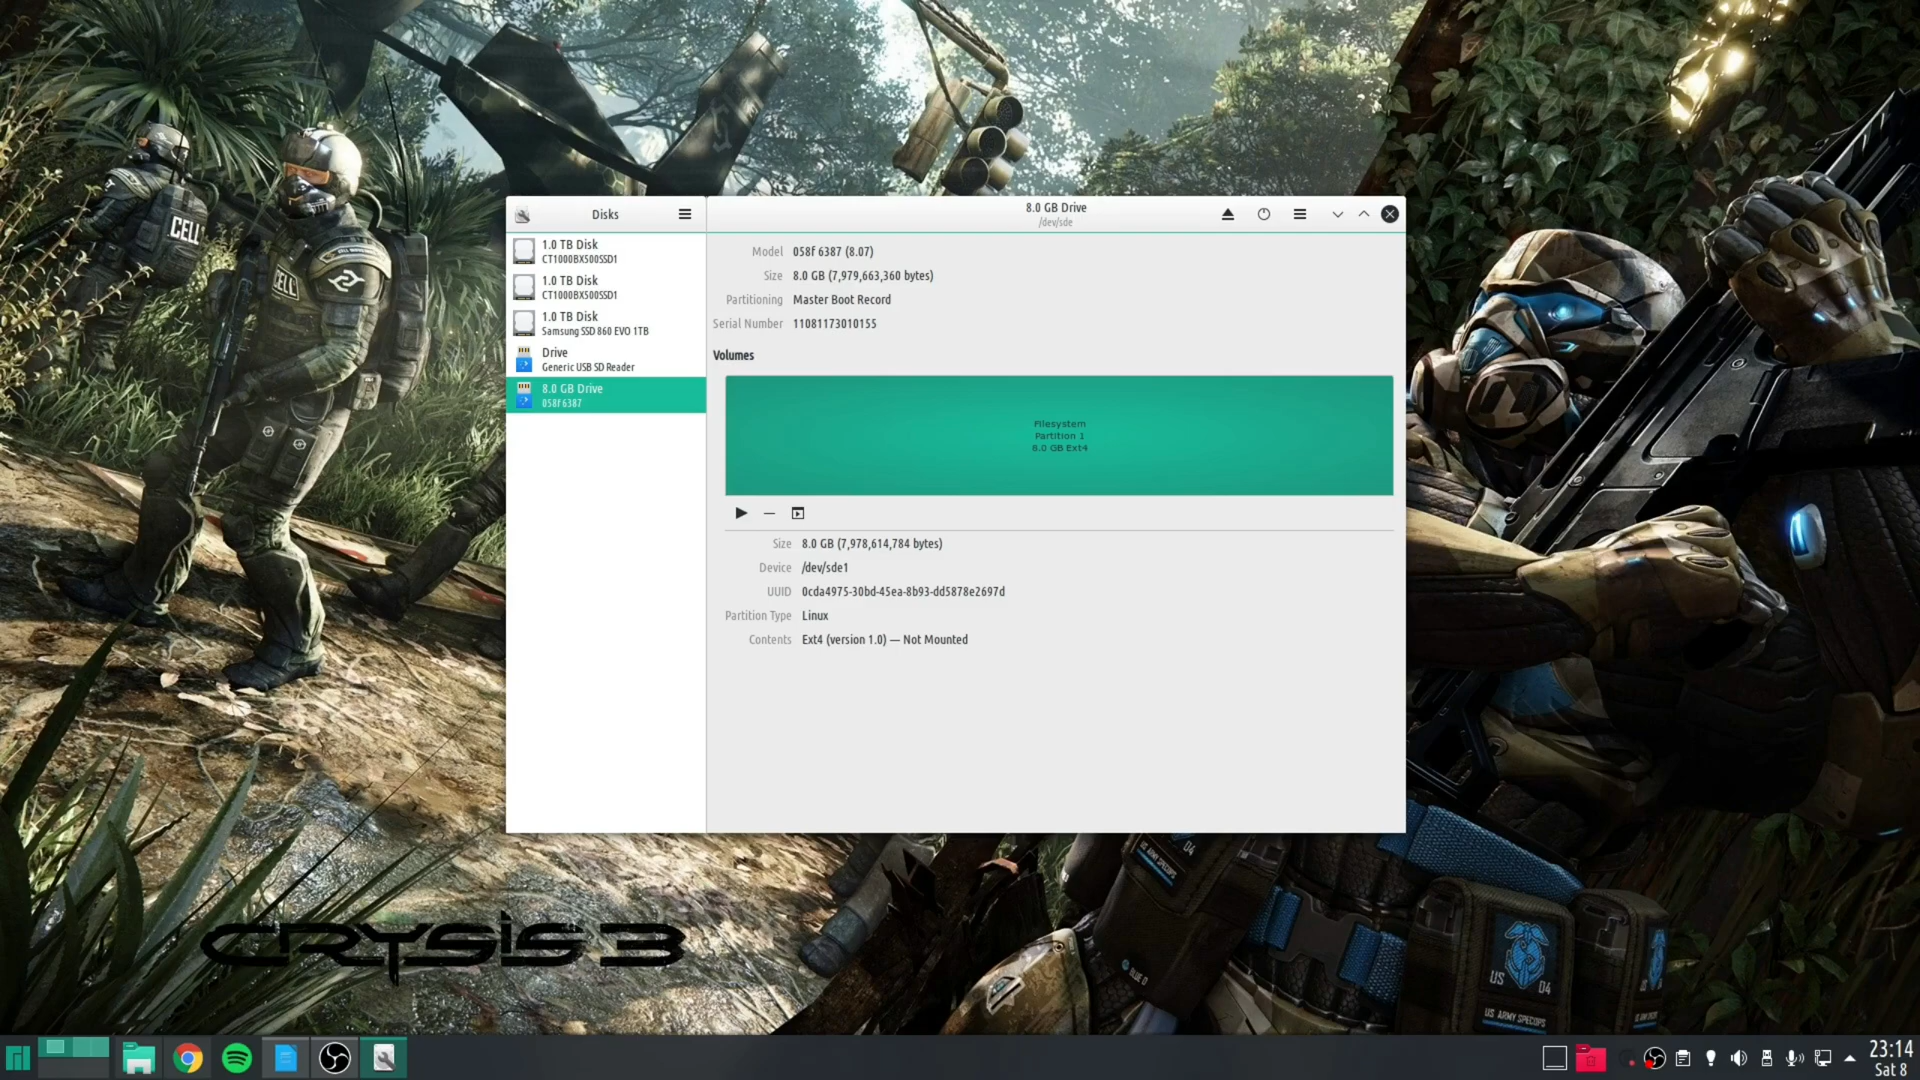 Disks
8.0 GB Drive
/dev/sde
1.0 TB Disk
CT1000BX500SSD1
1.0 TB Disk
CT1000BX500SSD1
1.0 TB Disk
Samsung SSD 860 EVO 1TB
Drive
Generic USB SD Reader
8.0 GB Drive
058f 6387
Model 058f 6387 (8.07)
Size 8.0 GB (7,979,663,360 bytes)
Partitioning Master Boot Record
Serial Number 11081173010155
Volumes
Filesystem
Partition 1
8.0 GB Ext4
Size 8.0 GB (7,978,614,784 bytes)
Device /dev/sde1
UUID 0cda4975-30bd-45ea-8b93-dd5878e2697d
Partition Type Linux
Contents Ext4 (version 1.0) — Not Mounted
CELL
CELL
CRYSIS 3
04
US ARMY SPECOPS
BLUE O
US 04
US ARMY SPECOPS
23:14
Sat 8